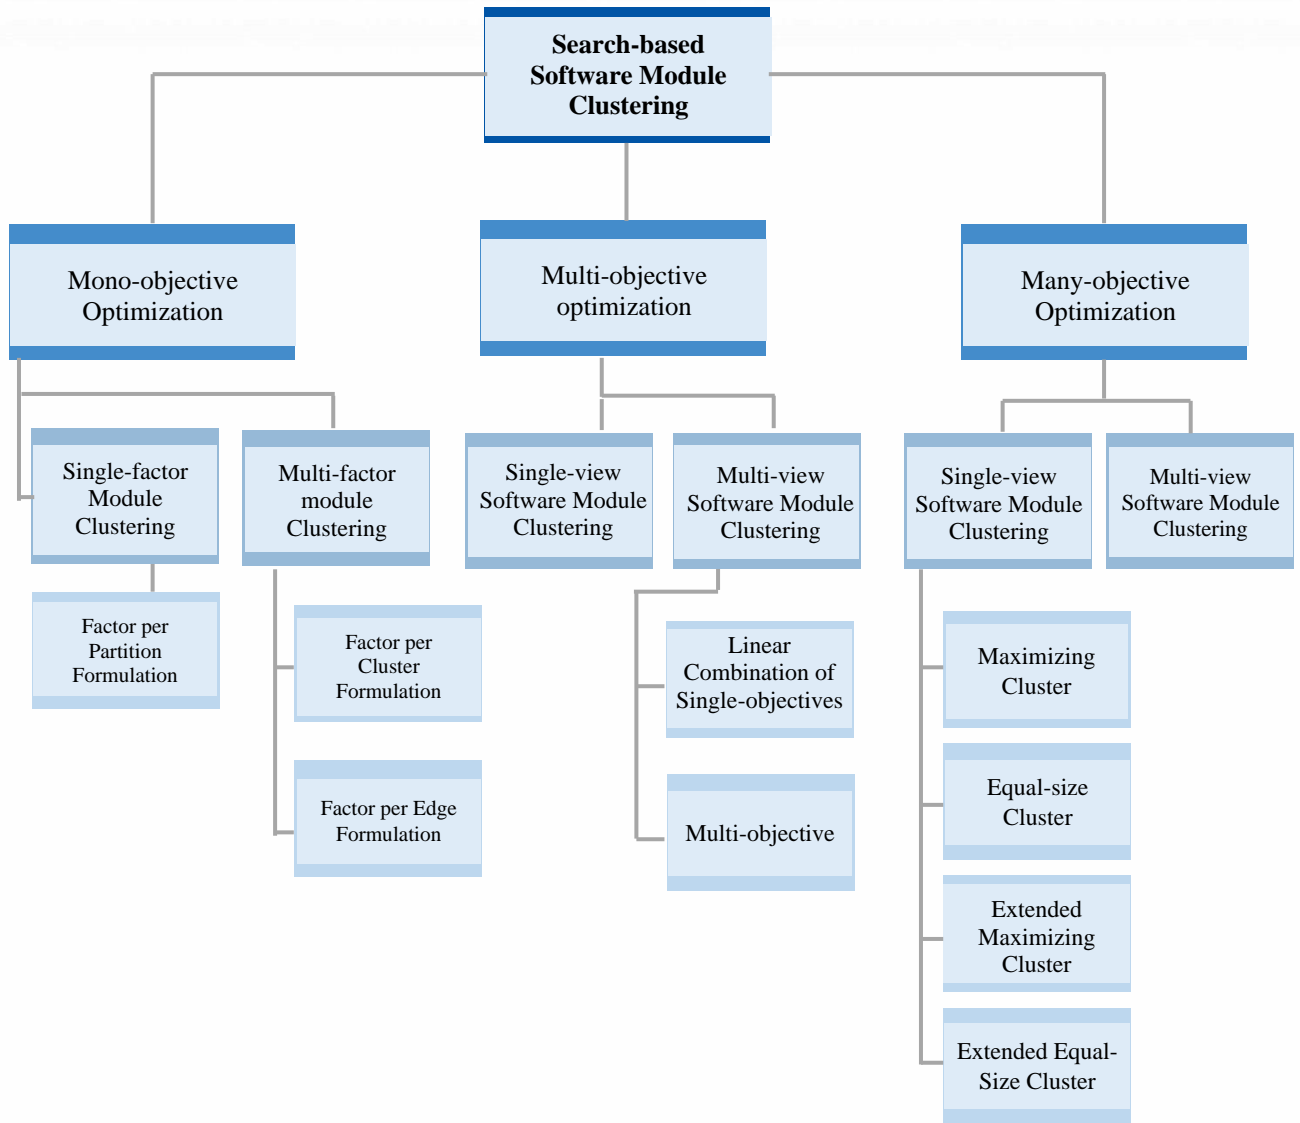 Search-based
Software Module
Clustering
Mono-objective
Optimization
Multi-objective
optimization
Many-objective
Optimization
Single-factor
Module
Clustering
Multi-factor
module
Clustering
Single-view
Software Module
Clustering
Multi-view
Software Module
Clustering
Single-view
Software Module
Clustering
Multi-view
Software Module
Clustering
Factor per
Partition
Formulation
Factor per
Cluster
Formulation
Factor per Edge
Formulation
Linear
Combination of
Single-objectives
Multi-objective
Maximizing
Cluster
Equal-size
Cluster
Extended
Maximizing
Cluster
Extended Equal-
Size Cluster